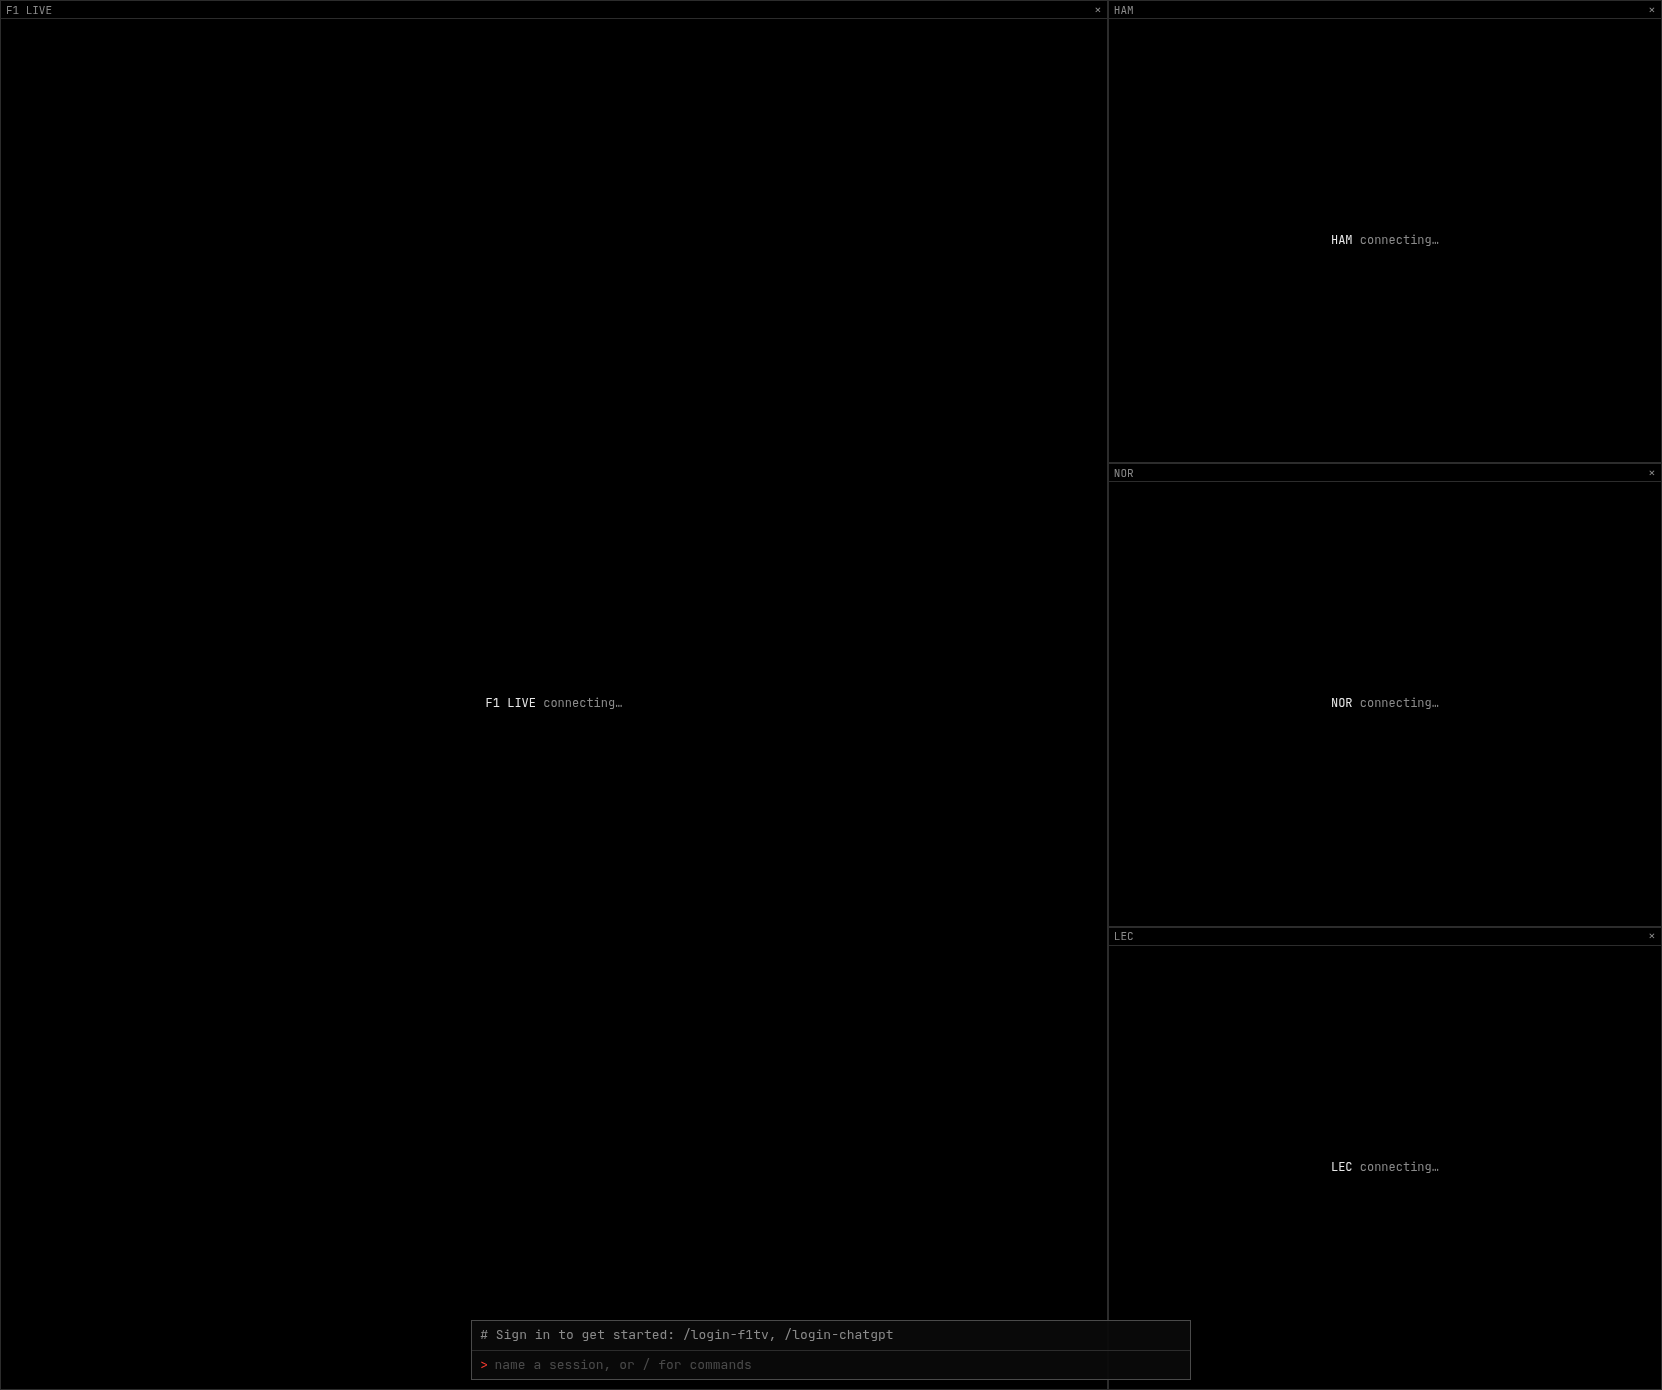 F1 LIVE ×
HAM ×
HAM connecting…
NOR ×
F1 LIVE connecting…
NOR connecting…
LEC ×
LEC connecting…
# Sign in to get started: /login-f1tv, /login-chatgpt
> name a session, or / for commands